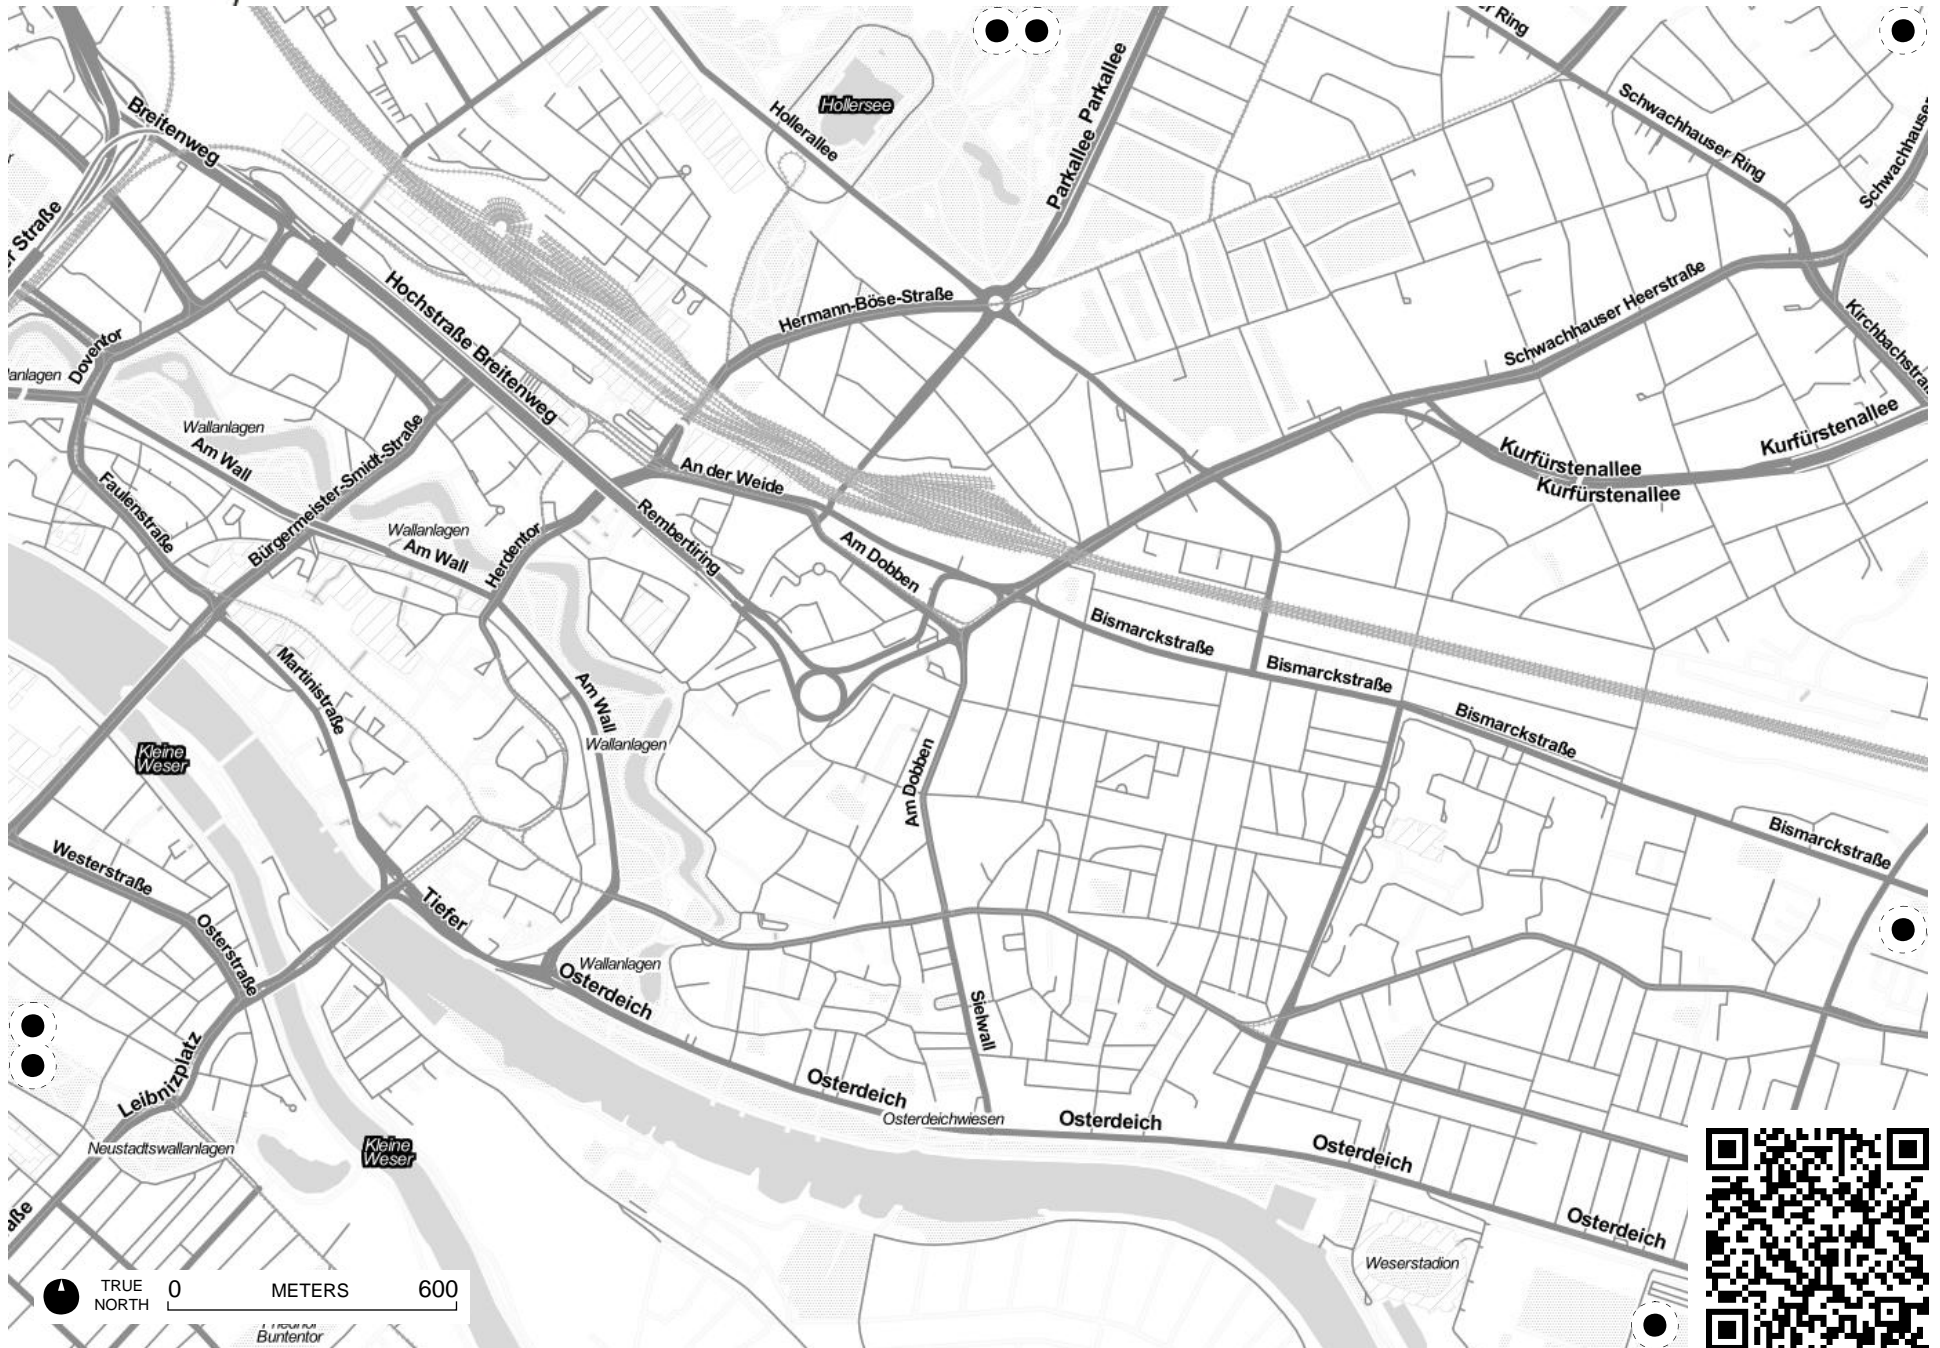 Breitenweg
Hollerallee
Hollersee
Parkallee
Parkallee
Schwachhauser Ring
Schwachhauser Ring
Hochstraße Breitenweg
Hermann-Böse-Straße
Schwachhauser Heerstraße
Kurfürstenallee
Kurfürstenallee
Kurfürstenallee
Doventor
Wallanlagen
Am Wall
Faulenstraße
Bürgermeister-Smidt-Straße
Wallanlagen
Am Wall
Herdentor
An der Weide
Rembertiring
Am Dobben
Bismarckstraße
Bismarckstraße
Bismarckstraße
Bismarckstraße
Martinistraße
Am Wall
Wallanlagen
Am Dobben
Kleine
Weser
Westerstraße
Osterstraße
Tiefer
Wallanlagen
Osterdeich
Sielwall
Leibnizplatz
Osterdeich
Osterdeichwiesen
Osterdeich
Osterdeich
Osterdeich
Neustadtswallanlagen
Kleine
Weser
Weserstadion
TRUE
NORTH
0 METERS 600
Buntentor